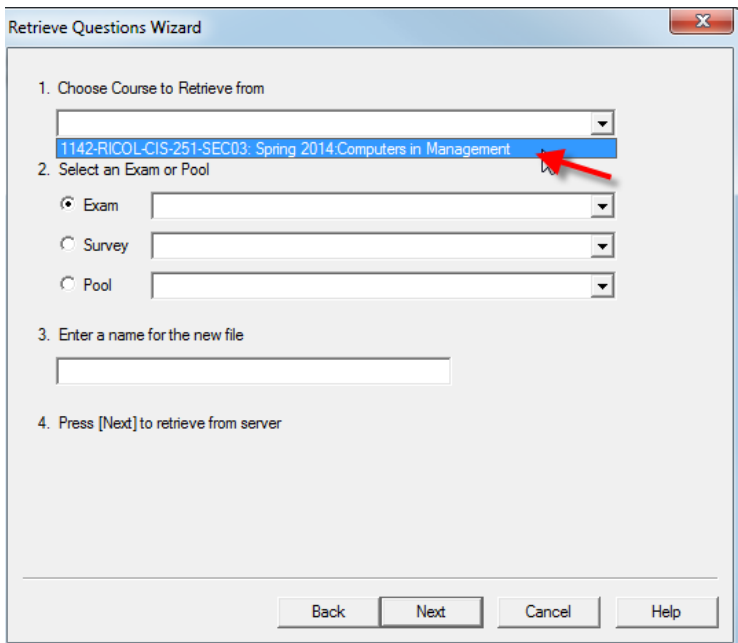 Retrieve Questions Wizard
1. Choose Course to Retrieve from
1142-RICOL-CIS-251-SEC03: Spring 2014:Computers in Management
2. Select an Exam or Pool
Exam
Survey
Pool
3. Enter a name for the new file
4. Press [Next] to retrieve from server
Back Next Cancel Help